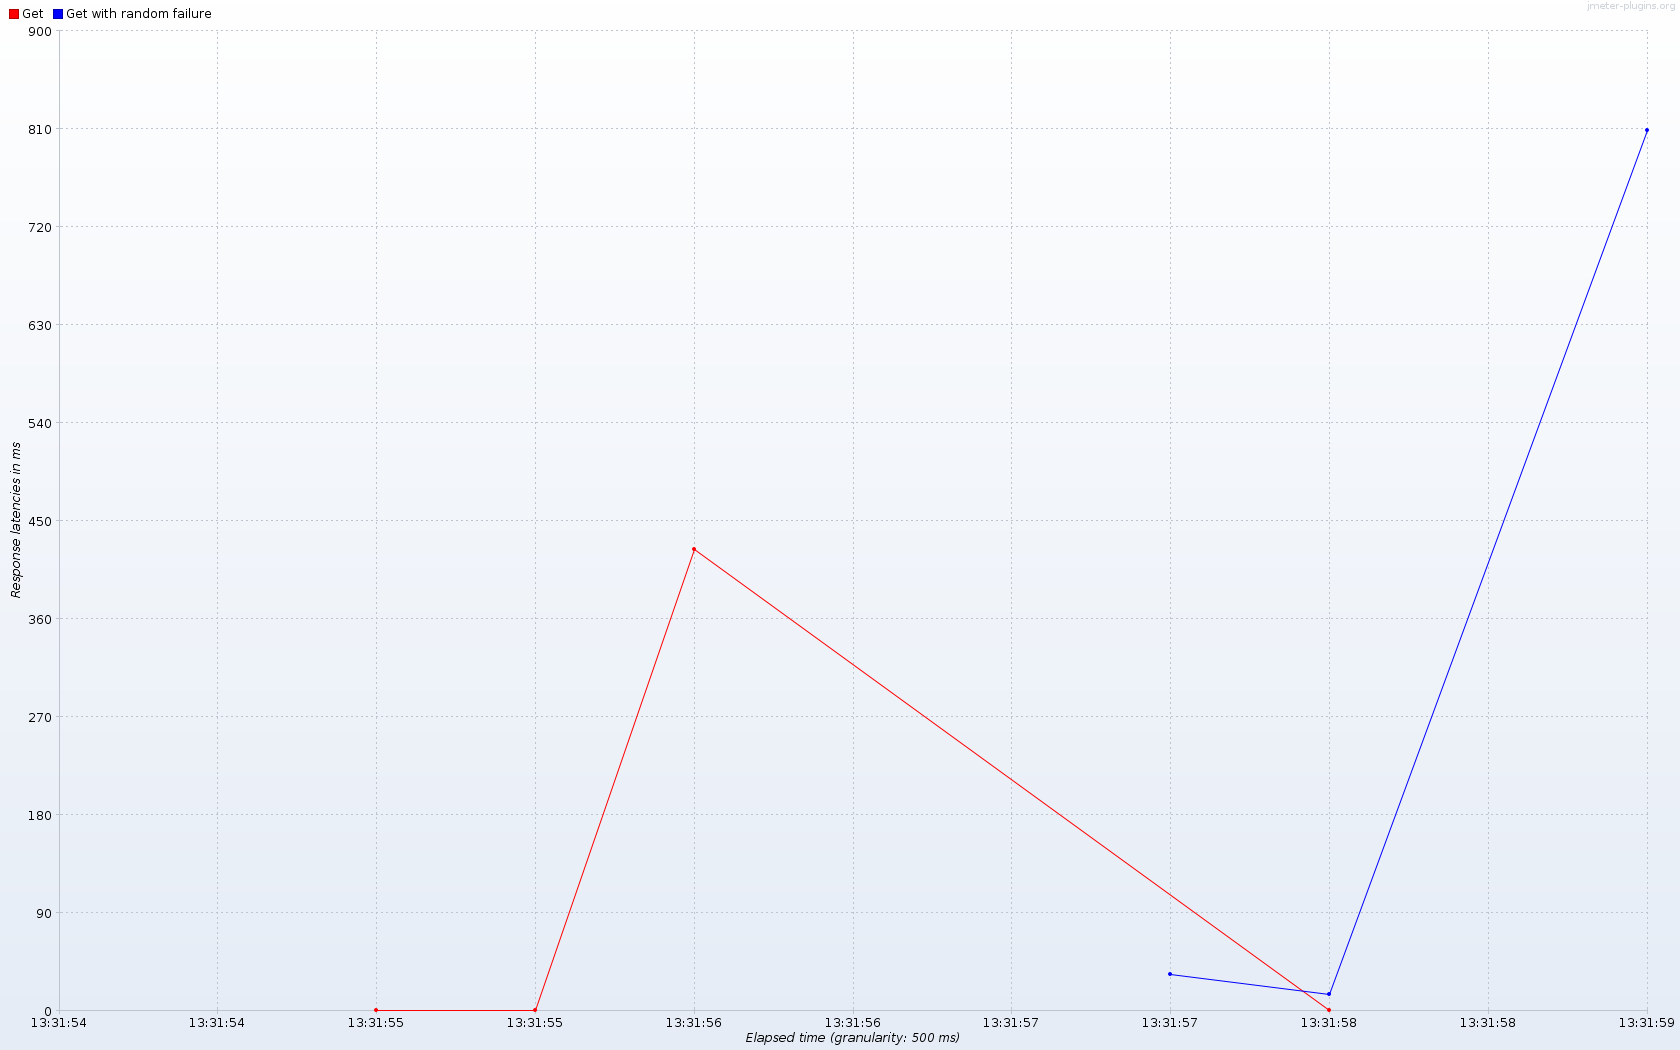 Get Get with random failure
jmeter-plugins.org
900
810
720
630
540
450
360
270
180
90
0
Response latencies in ms
13:31:54 13:31:54 13:31:55 13:31:55 13:31:56 13:31:56 13:31:57 13:31:57 13:31:58 13:31:58 13:31:59
Elapsed time (granularity: 500 ms)